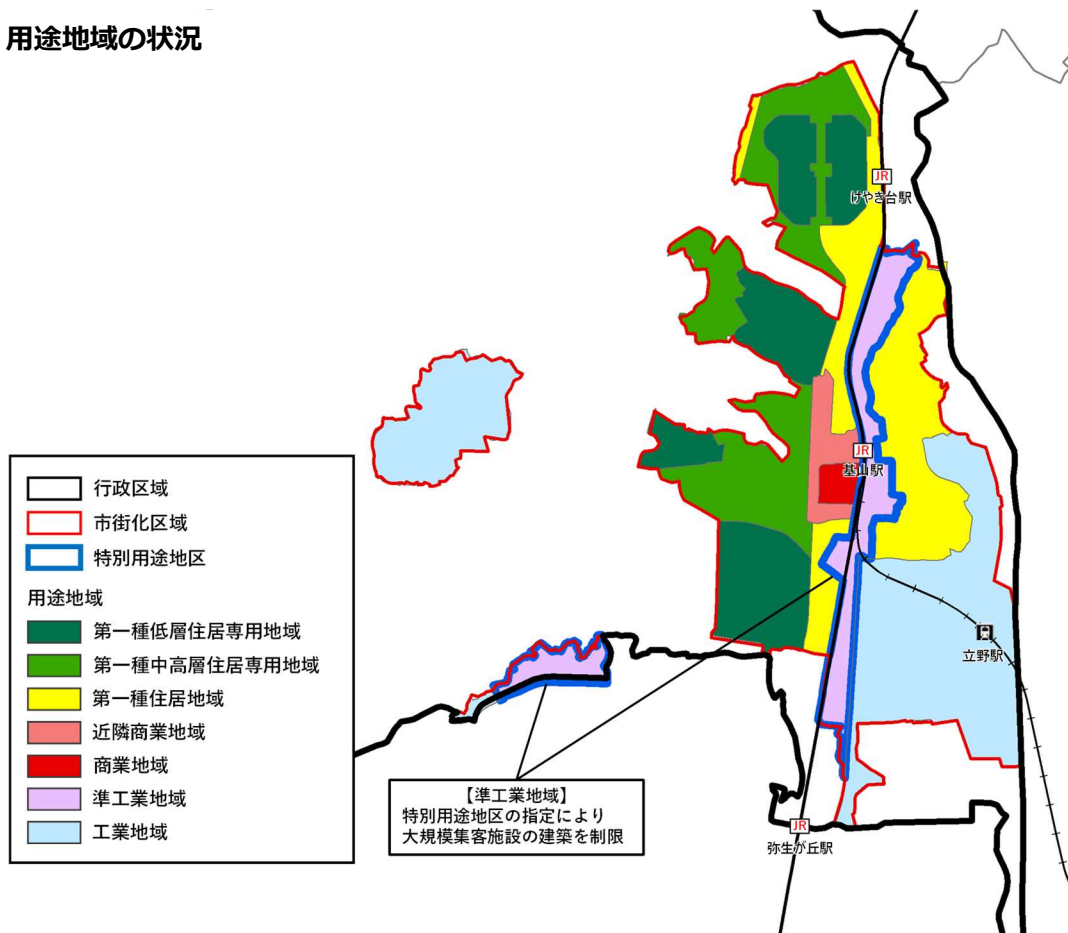 用途地域の状況
JR
けやき台駅
JR
基山駅
立野駅
JR
弥生が丘駅
行政区域
市街化区域
特別用途地区
用途地域
第一種低層住居専用地域
第一種中高層住居専用地域
第一種住居地域
近隣商業地域
商業地域
準工業地域
工業地域
【準工業地域】
特別用途地区の指定により
大規模集客施設の建築を制限